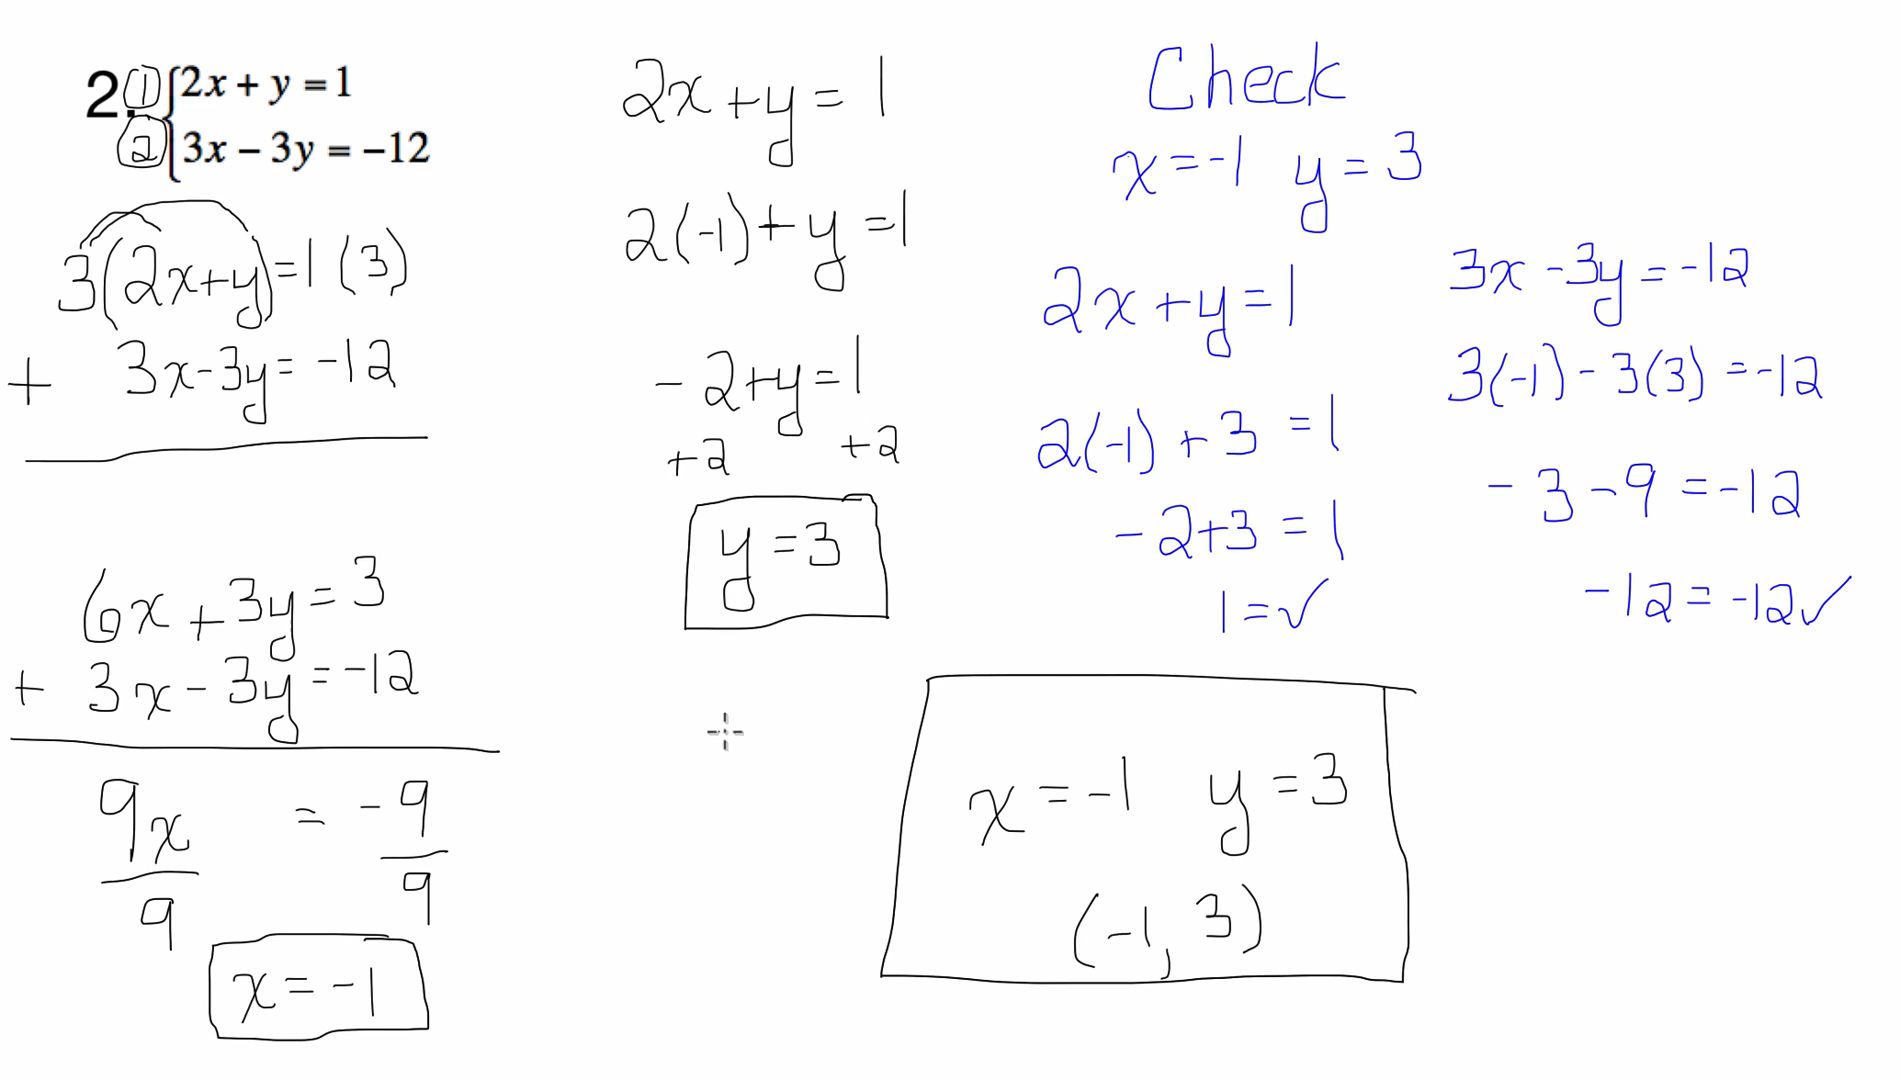 2. 1 2x + y = 1
2 3x − 3y = −12
3(2x+y)=1(3)
+ 3x-3y=-12
6x+3y=3
+ 3x-3y=-12
9x = -9
9 9
x=-1
2x+y=1
2(-1)+y=1
-2+y=1
+2 +2
y=3
Check
x=-1 y=3
2x+y=1
2(-1)+3=1
-2+3=1
1=✓
3x-3y=-12
3(-1)-3(3)=-12
-3-9=-12
-12=-12✓
x=-1 y=3
(-1,3)